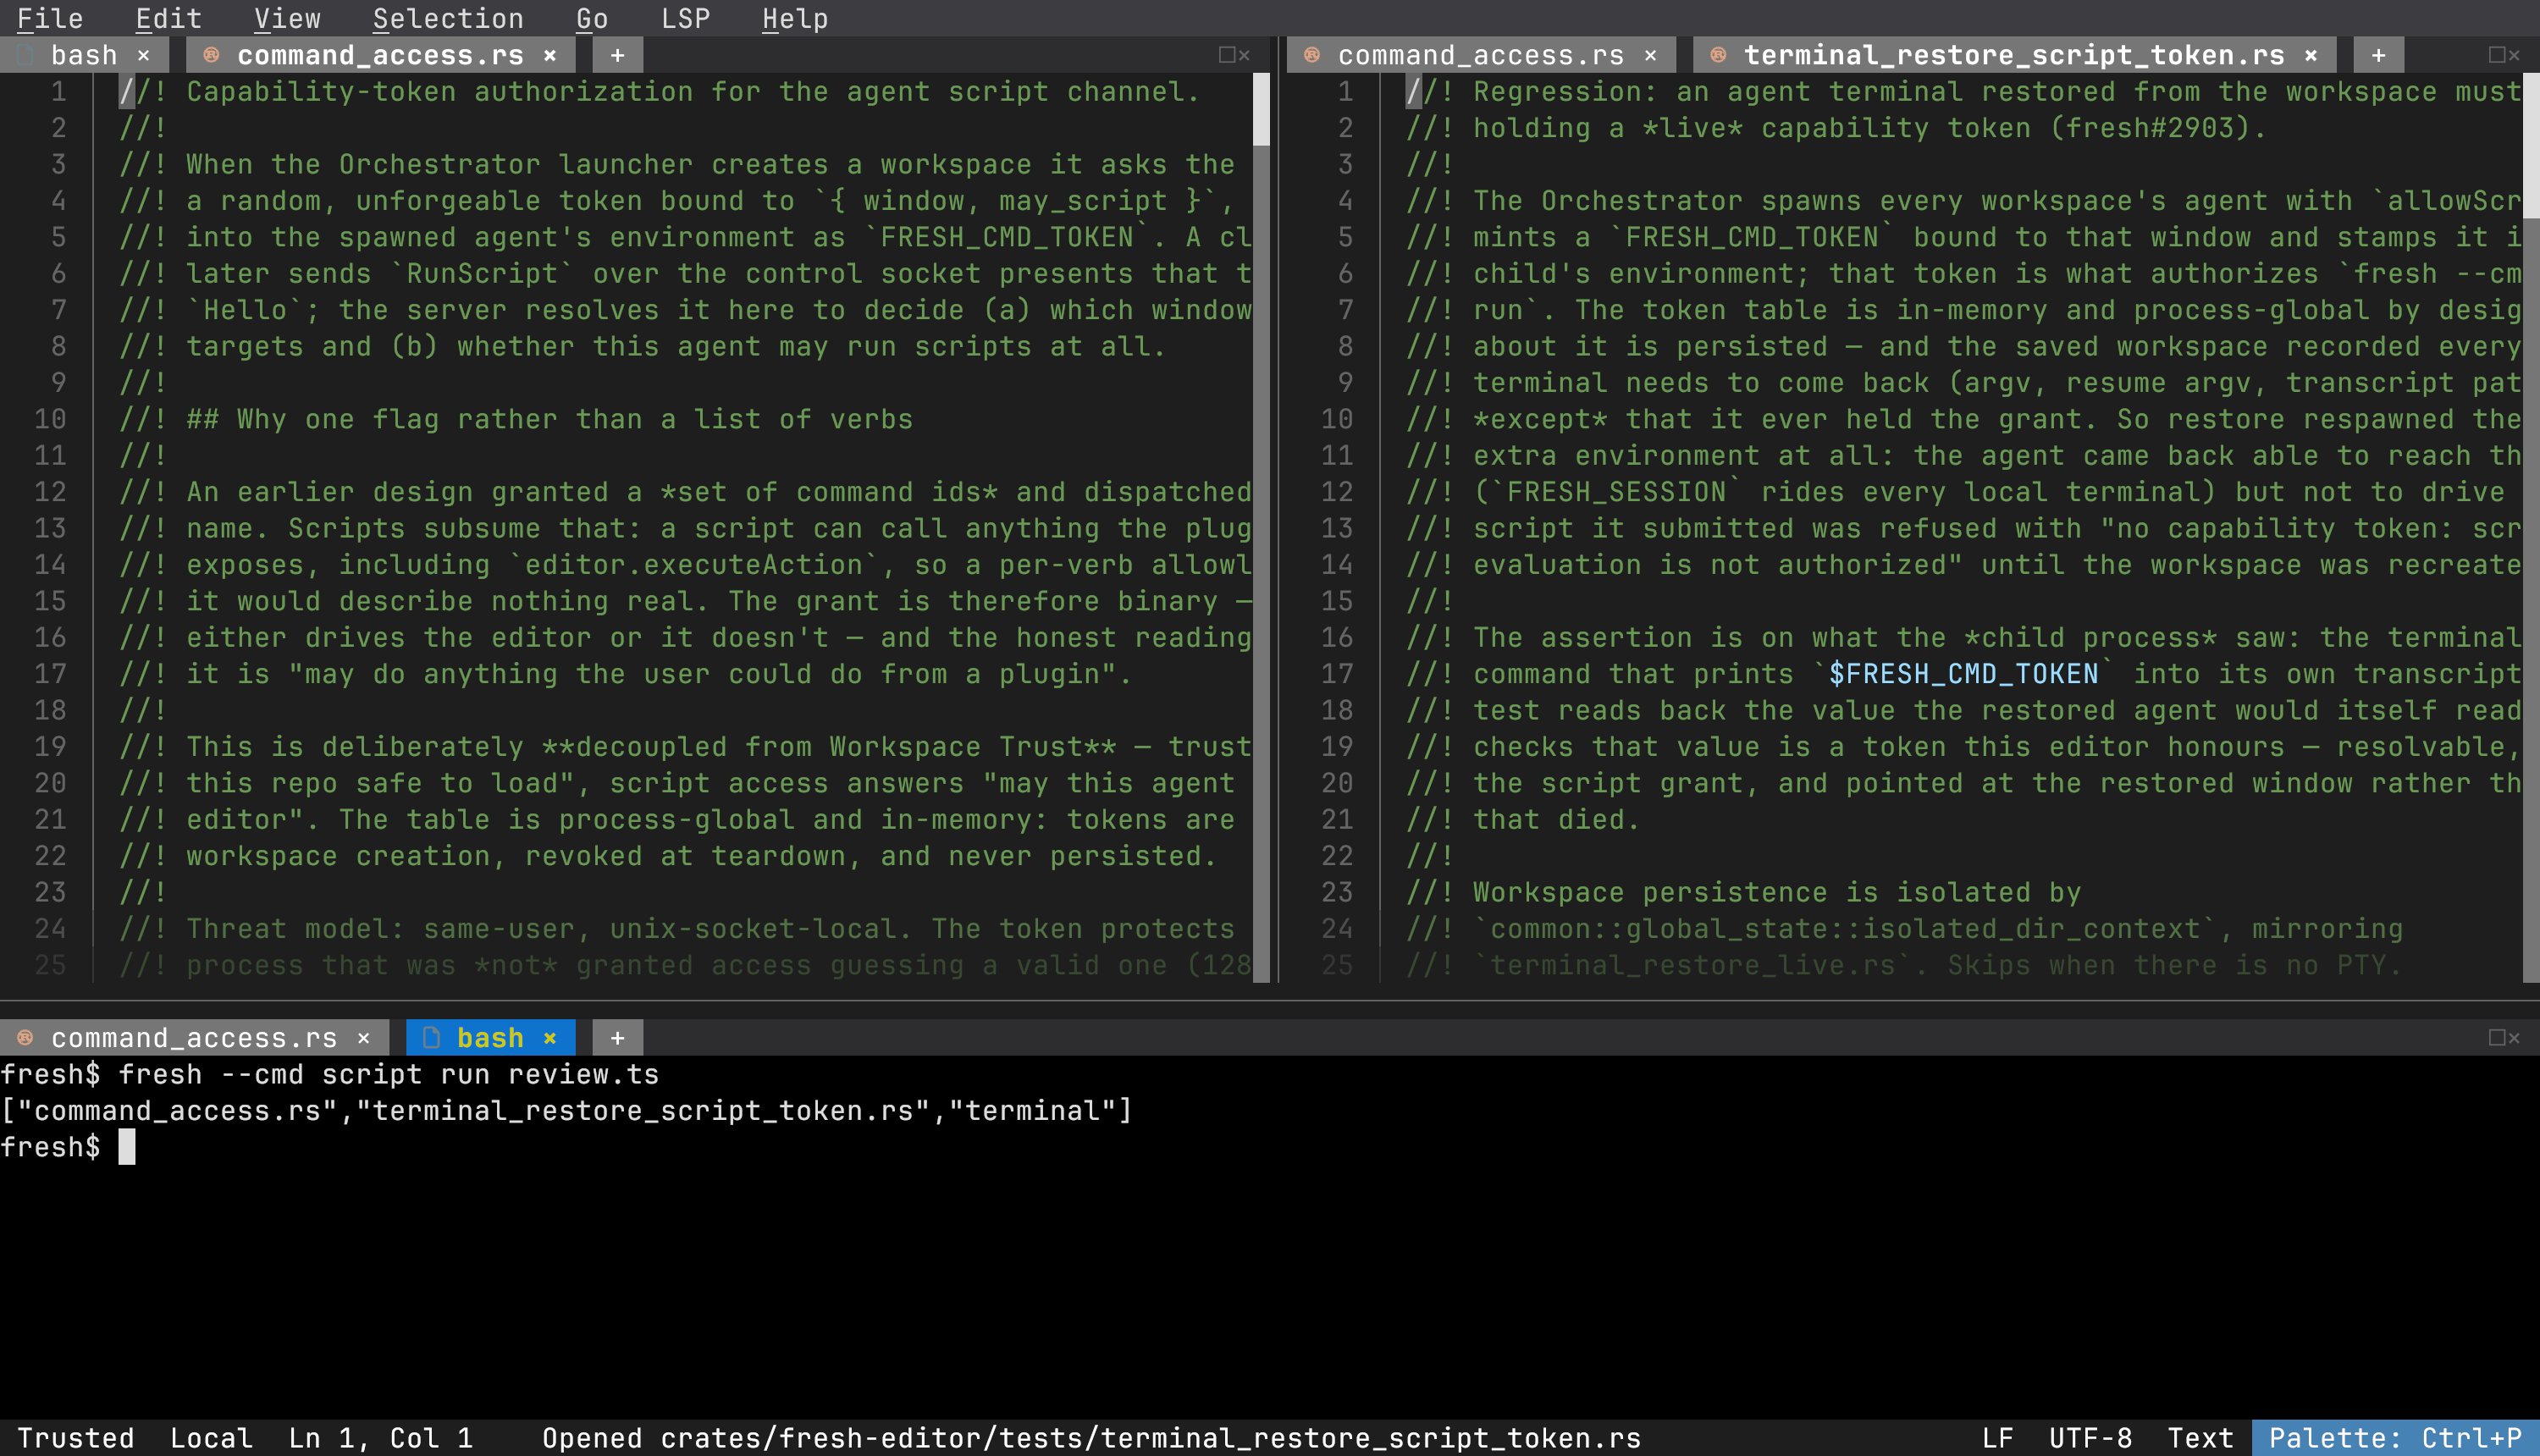 File Edit View Selection Go LSP Help
bash × command_access.rs × +
//! Capability-token authorization for the agent script channel.
//!
//! When the Orchestrator launcher creates a workspace it asks the
//! a random, unforgeable token bound to `{ window, may_script }`,
//! into the spawned agent's environment as `FRESH_CMD_TOKEN`. A cl
//! later sends `RunScript` over the control socket presents that t
//! `Hello`; the server resolves it here to decide (a) which window
//! targets and (b) whether this agent may run scripts at all.
//!
//! ## Why one flag rather than a list of verbs
//!
//! An earlier design granted a *set of command ids* and dispatched
//! name. Scripts subsume that: a script can call anything the plug
//! exposes, including `editor.executeAction`, so a per-verb allowl
//! it would describe nothing real. The grant is therefore binary —
//! either drives the editor or it doesn't — and the honest reading
//! it is "may do anything the user could do from a plugin".
//!
//! This is deliberately **decoupled from Workspace Trust** — trust
//! this repo safe to load", script access answers "may this agent
//! editor". The table is process-global and in-memory: tokens are
//! workspace creation, revoked at teardown, and never persisted.
//!
//! Threat model: same-user, unix-socket-local. The token protects
//! process that was *not* granted access guessing a valid one (128
1
2
3
4
5
6
7
8
9
10
11
12
13
14
15
16
17
18
19
20
21
22
23
24
25
command_access.rs × terminal_restore_script_token.rs × +
//! Regression: an agent terminal restored from the workspace must
//! holding a *live* capability token (fresh#2903).
//!
//! The Orchestrator spawns every workspace's agent with `allowScr
//! mints a `FRESH_CMD_TOKEN` bound to that window and stamps it i
//! child's environment; that token is what authorizes `fresh --cm
//! run`. The token table is in-memory and process-global by desig
//! about it is persisted — and the saved workspace recorded every
//! terminal needs to come back (argv, resume argv, transcript pat
//! *except* that it ever held the grant. So restore respawned the
//! extra environment at all: the agent came back able to reach th
//! (`FRESH_SESSION` rides every local terminal) but not to drive
//! script it submitted was refused with "no capability token: scr
//! evaluation is not authorized" until the workspace was recreate
//!
//! The assertion is on what the *child process* saw: the terminal
//! command that prints `$FRESH_CMD_TOKEN` into its own transcript
//! test reads back the value the restored agent would itself read
//! checks that value is a token this editor honours — resolvable,
//! the script grant, and pointed at the restored window rather th
//! that died.
//!
//! Workspace persistence is isolated by
//! `common::global_state::isolated_dir_context`, mirroring
//! `terminal_restore_live.rs`. Skips when there is no PTY.
1
2
3
4
5
6
7
8
9
10
11
12
13
14
15
16
17
18
19
20
21
22
23
24
25
command_access.rs × bash × +
fresh$ fresh --cmd script run review.ts
["command_access.rs","terminal_restore_script_token.rs","terminal"]
fresh$
Trusted Local Ln 1, Col 1 Opened crates/fresh-editor/tests/terminal_restore_script_token.rs LF UTF-8 Text Palette: Ctrl+P